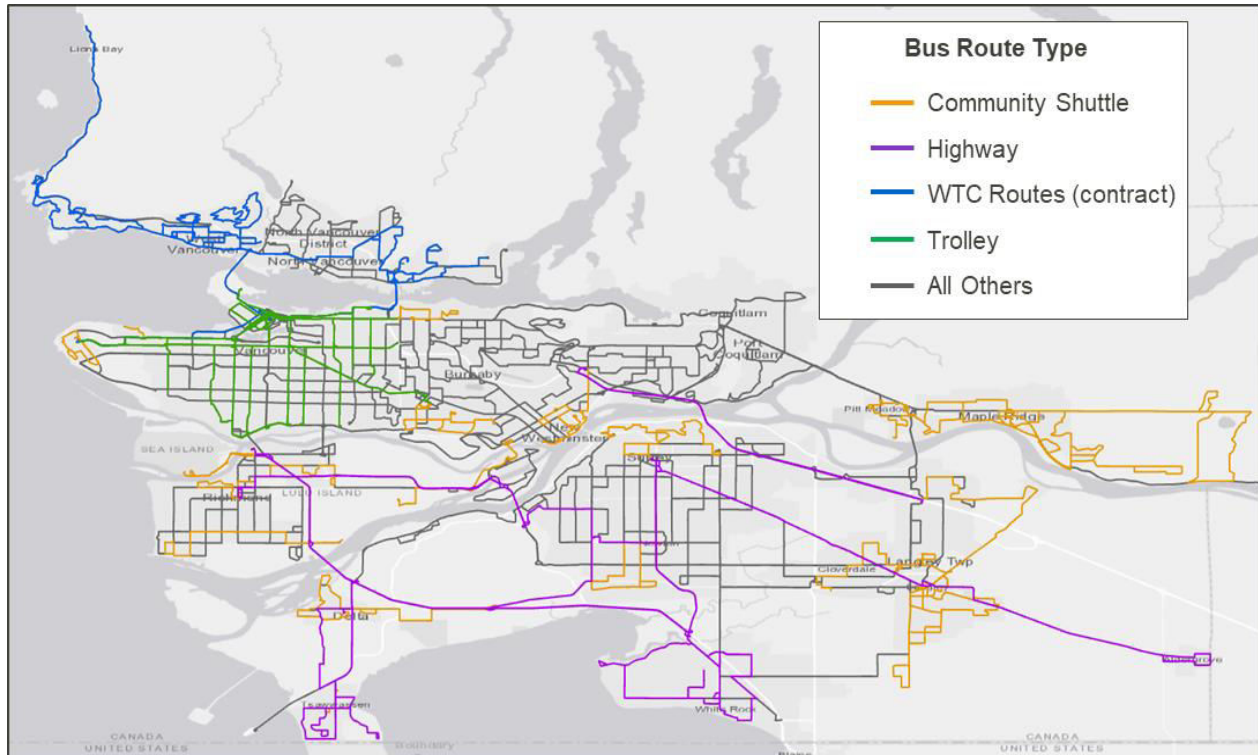 Lions Bay
Bus Route Type
Community Shuttle
Highway
WTC Routes (contract)
Trolley
All Others
North Vancouver
District
Vancouver
North Vancouver
Coquitlam
Port
Coquitlam
Vancouver
Burnaby
Pitt Meadows
Maple Ridge
New
Westminster
SEA ISLAND
Surrey
Richmond
LULU ISLAND
Langley Twp
Cloverdale
Delta
Aldergrove
Tsawwassen
White Rock
CANADA
UNITED STATES
Boundary
Blaine
CANADA
UNITED STATES